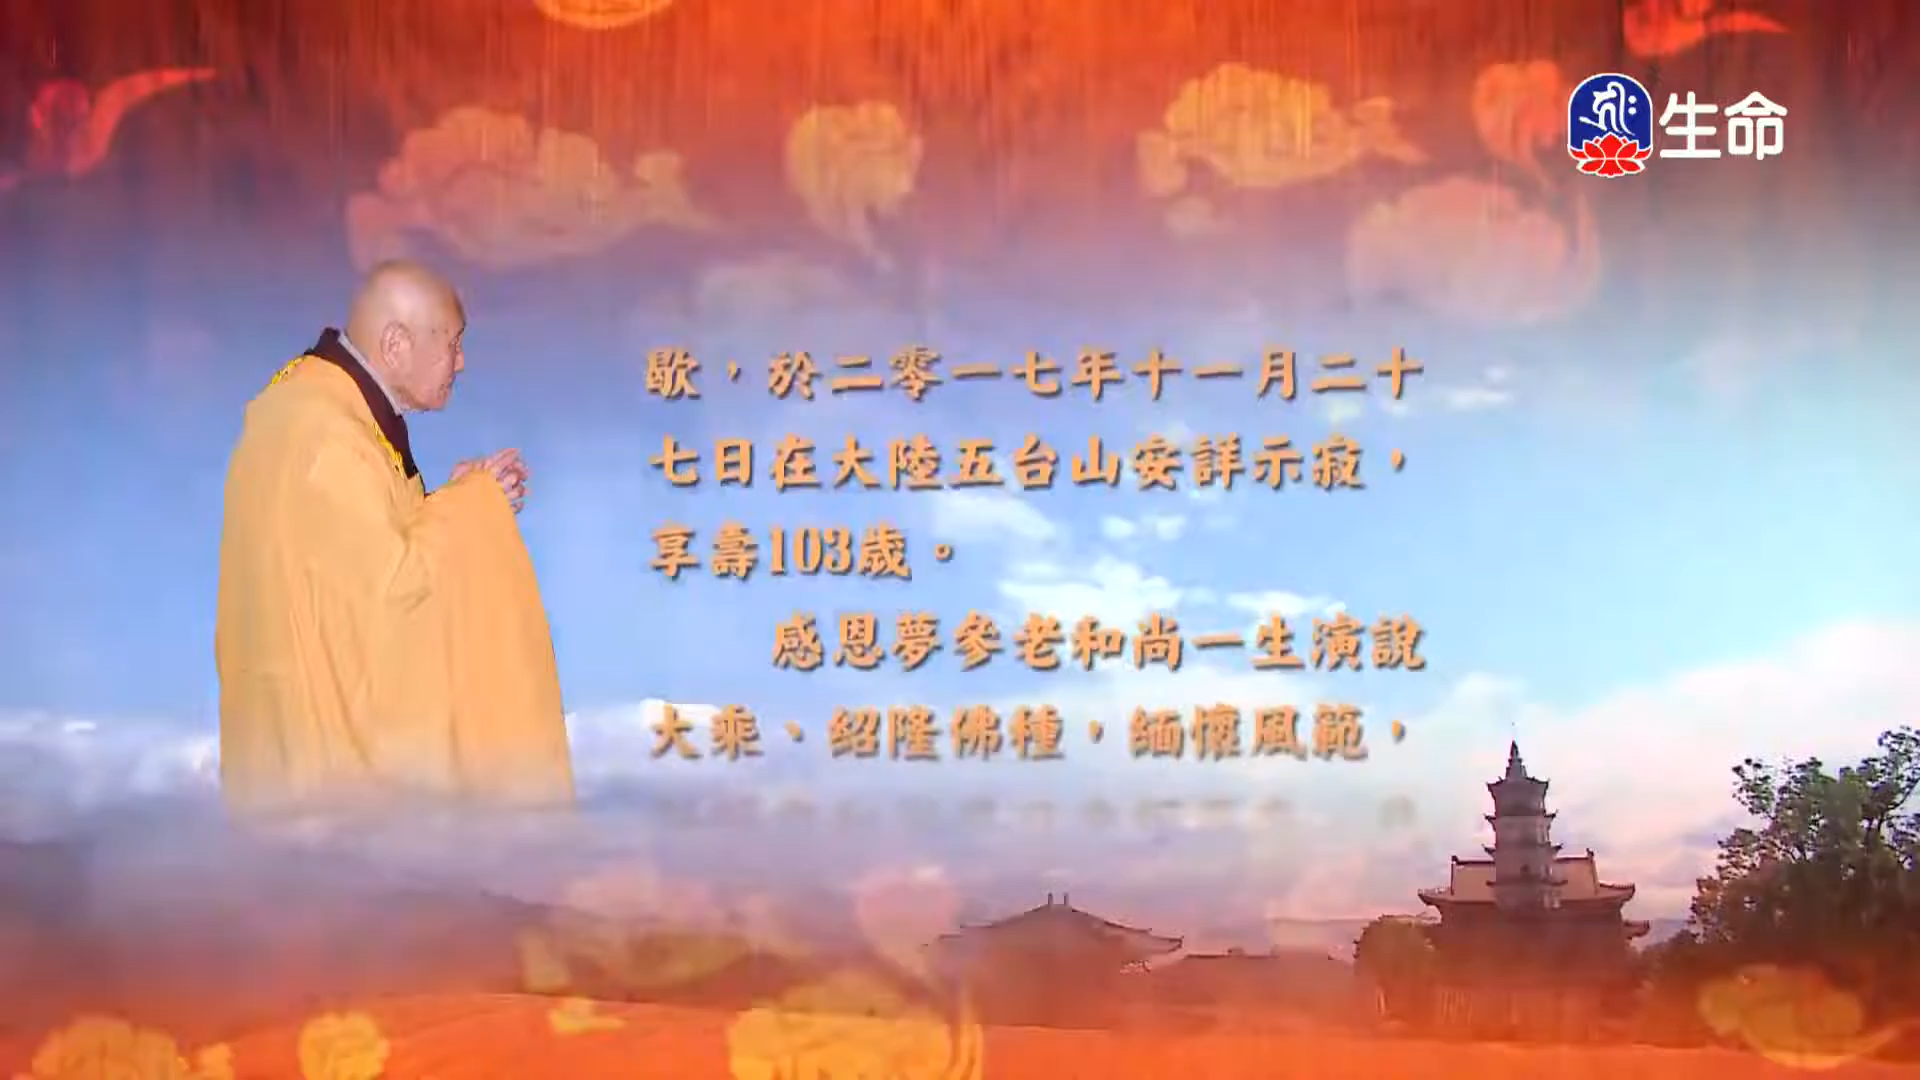 生命
歇，於二零一七年十一月二十
七日在大陸五台山安詳示寂，
享壽103歲。
感恩夢參老和尚一生演說
大乘、紹隆佛種，緬懷風範，